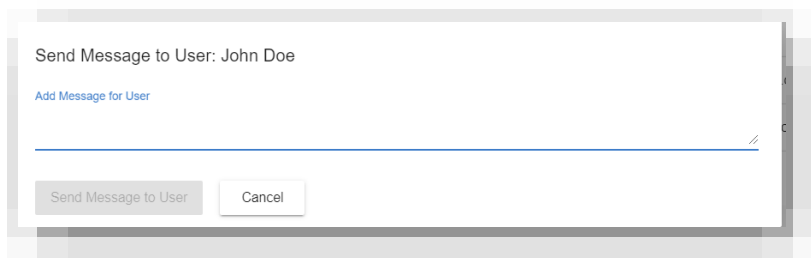 Send Message to User: John Doe
Add Message for User
Send Message to User
Cancel